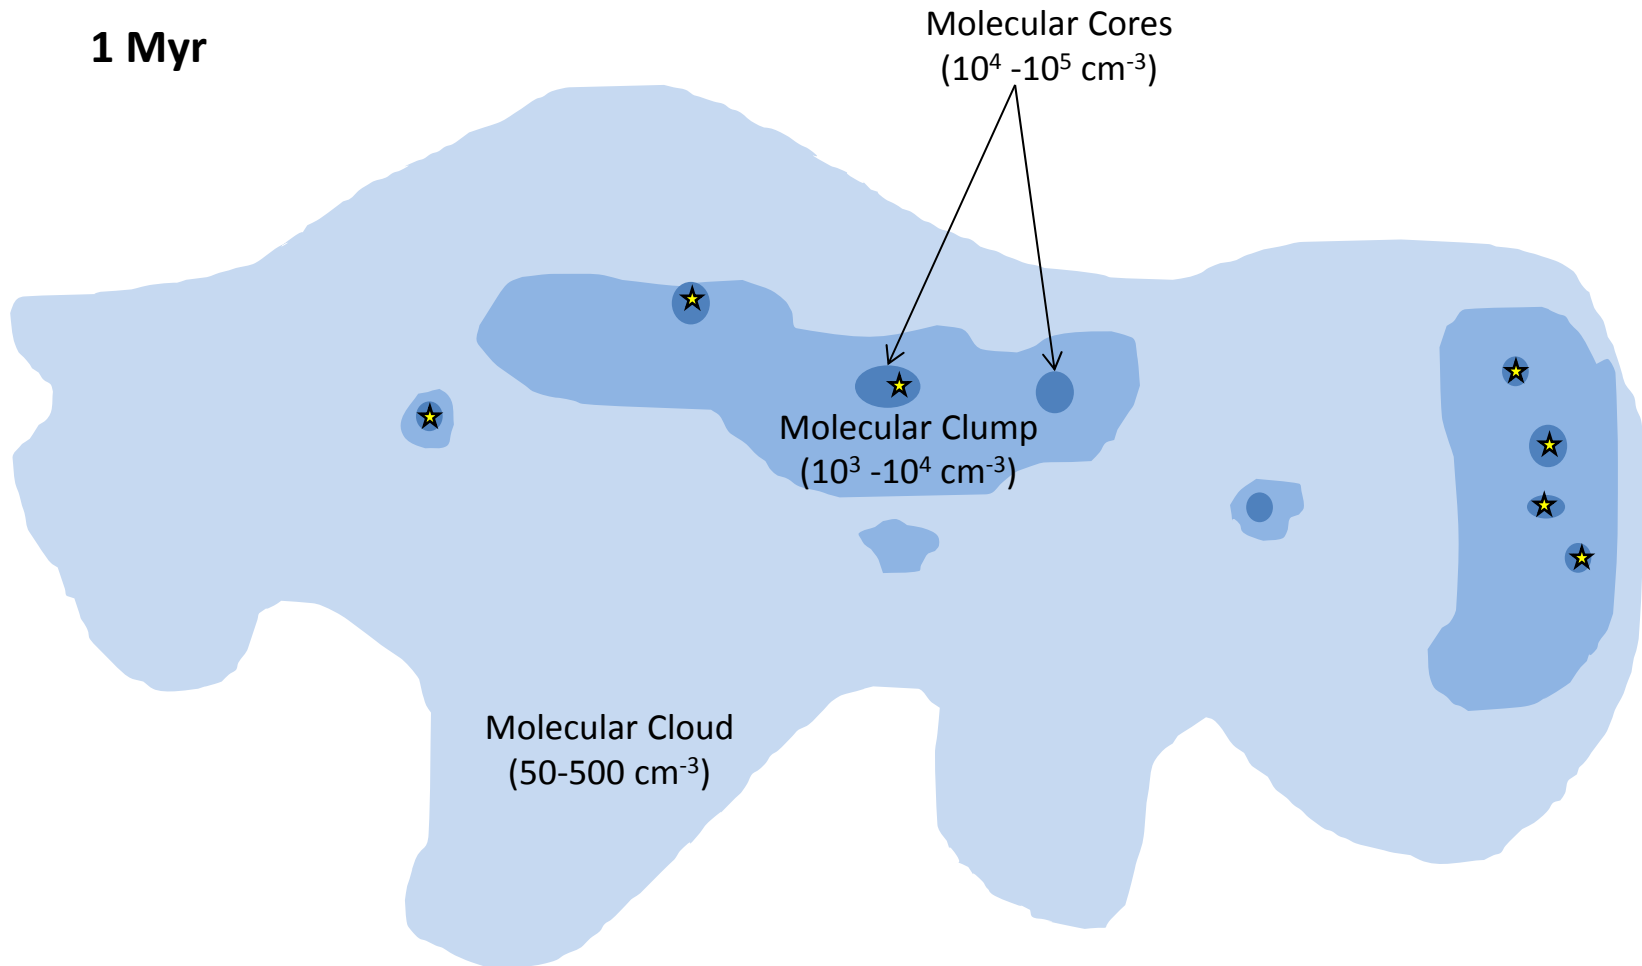 1 Myr
Molecular Cores
(10⁴ -10⁵ cm⁻³)
Molecular Clump
(10³ -10⁴ cm⁻³)
Molecular Cloud
(50-500 cm⁻³)